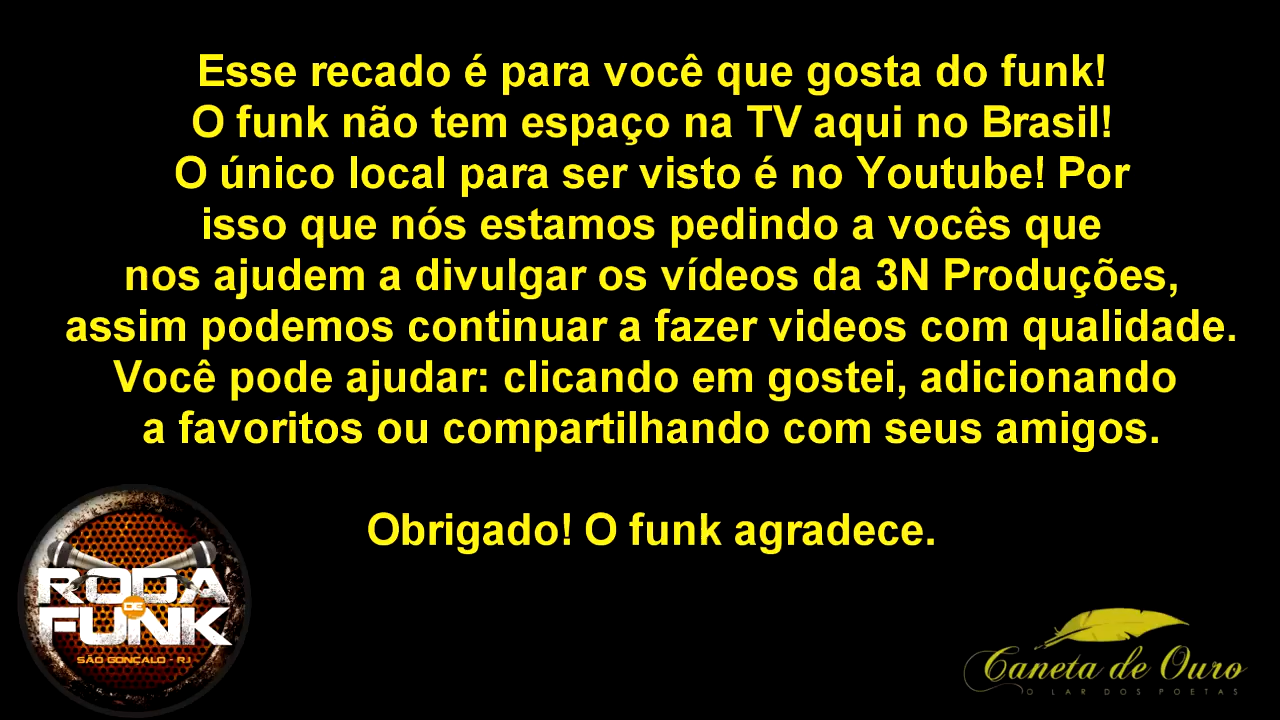 Esse recado é para você que gosta do funk!
O funk não tem espaço na TV aqui no Brasil!
O único local para ser visto é no Youtube! Por
isso que nós estamos pedindo a vocês que
nos ajudem a divulgar os vídeos da 3N Produções,
assim podemos continuar a fazer videos com qualidade.
Você pode ajudar: clicando em gostei, adicionando
a favoritos ou compartilhando com seus amigos.
Obrigado! O funk agradece.
RODA
DE
FUNK
SÃO GONÇALO - RJ
Caneta de Ouro
O LAR DOS POETAS